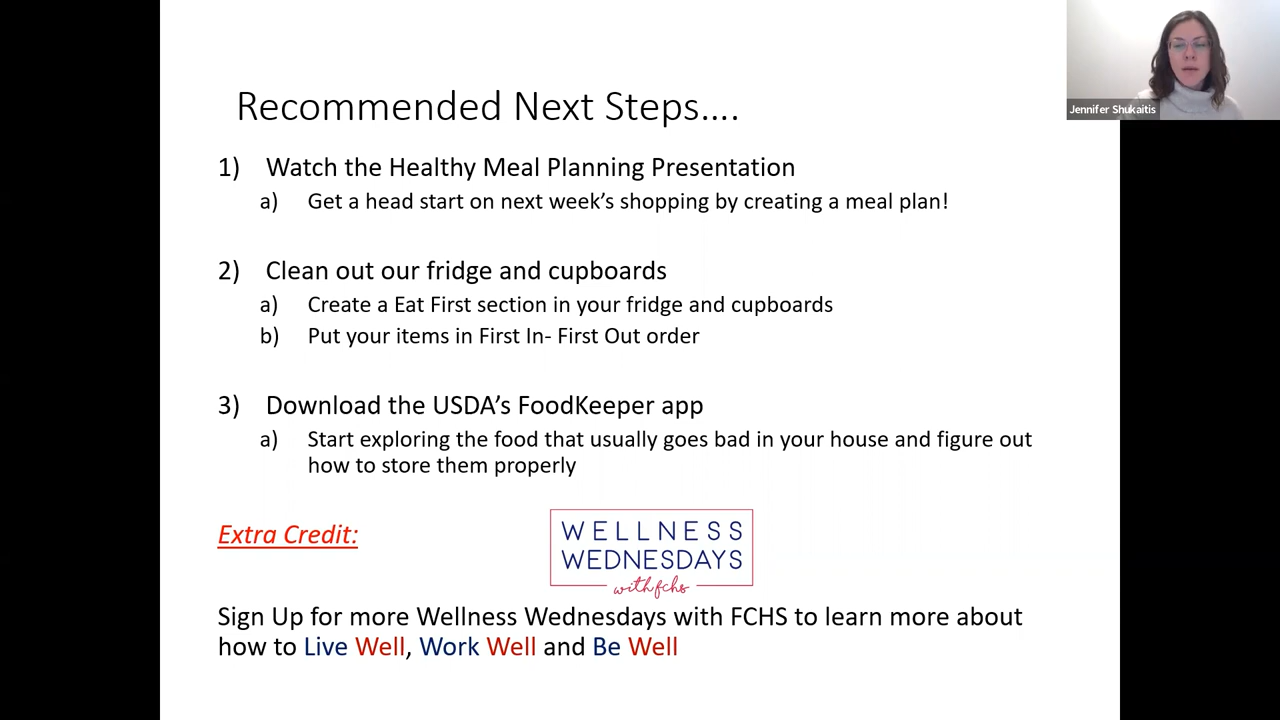 Recommended Next Steps....
Jennifer Shukaitis
1) Watch the Healthy Meal Planning Presentation
a) Get a head start on next week's shopping by creating a meal plan!
2) Clean out our fridge and cupboards
a) Create a Eat First section in your fridge and cupboards
b) Put your items in First In- First Out order
3) Download the USDA's FoodKeeper app
a) Start exploring the food that usually goes bad in your house and figure out
how to store them properly
Extra Credit:
WELLNESS
WEDNESDAYS
with fchs
Sign Up for more Wellness Wednesdays with FCHS to learn more about
how to Live Well, Work Well and Be Well